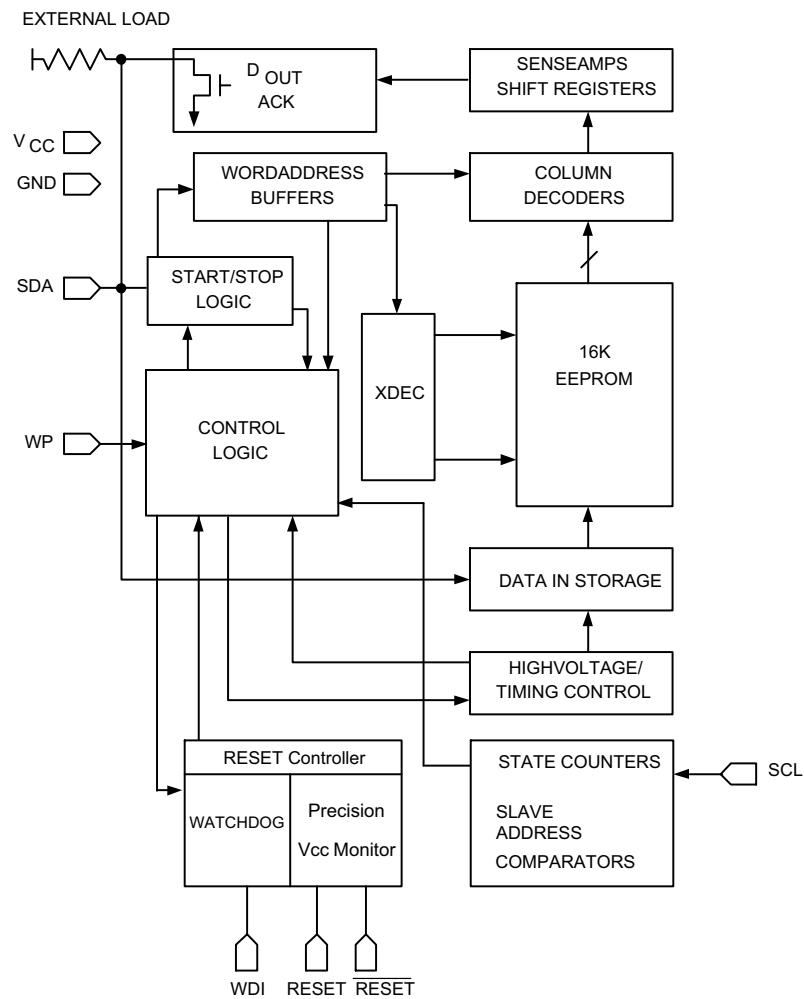 EXTERNAL LOAD
D OUT
ACK
SENSEAMPS
SHIFT REGISTERS
V CC
GND
WORDADDRESS
BUFFERS
COLUMN
DECODERS
SDA
START/STOP
LOGIC
XDEC
16K
EEPROM
WP
CONTROL
LOGIC
DATA IN STORAGE
HIGHVOLTAGE/
TIMING CONTROL
RESET Controller
WATCHDOG
Precision
Vcc Monitor
STATE COUNTERS
SLAVE
ADDRESS
COMPARATORS
SCL
WDI
RESET
RESET